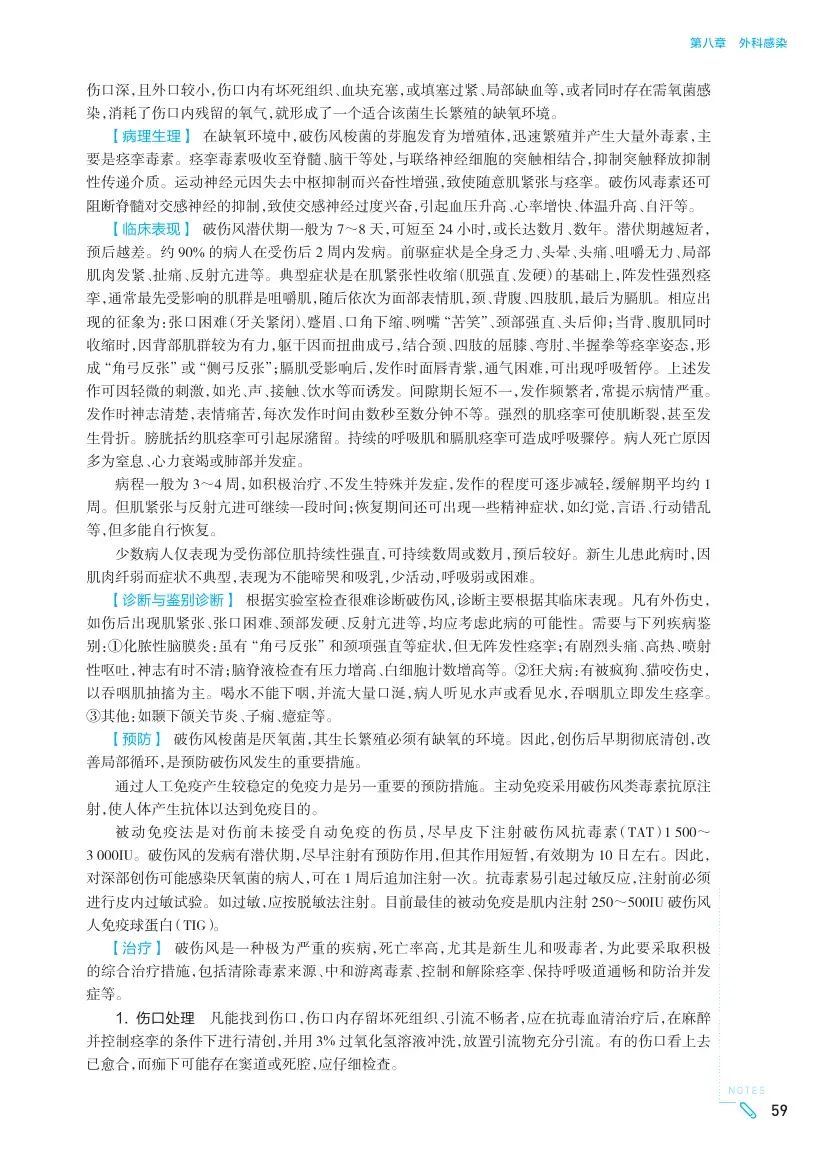 第八章 外科感染
伤口深,且外口较小,伤口内有坏死组织、血块充塞,或填塞过紧、局部缺血等,或者同时存在需氧菌感
染,消耗了伤口内残留的氧气,就形成了一个适合该菌生长繁殖的缺氧环境。
【病理生理】 在缺氧环境中,破伤风梭菌的芽胞发育为增殖体,迅速繁殖并产生大量外毒素,主
要是痉挛毒素。痉挛毒素吸收至脊髓、脑干等处,与联络神经细胞的突触相结合,抑制突触释放抑制
性传递介质。运动神经元因失去中枢抑制而兴奋性增强,致使随意肌紧张与痉挛。破伤风毒素还可
阻断脊髓对交感神经的抑制,致使交感神经过度兴奋,引起血压升高、心率增快、体温升高、自汗等。
【临床表现】 破伤风潜伏期一般为 7～8 天,可短至 24 小时,或长达数月、数年。潜伏期越短者,
预后越差。约 90% 的病人在受伤后 2 周内发病。前驱症状是全身乏力、头晕、头痛、咀嚼无力、局部
肌肉发紧、扯痛、反射亢进等。典型症状是在肌紧张性收缩(肌强直、发硬)的基础上,阵发性强烈痉
挛,通常最先受影响的肌群是咀嚼肌,随后依次为面部表情肌,颈、背腹、四肢肌,最后为膈肌。相应出
现的征象为:张口困难(牙关紧闭)、蹙眉、口角下缩、咧嘴“苦笑”、颈部强直、头后仰;当背、腹肌同时
收缩时,因背部肌群较为有力,躯干因而扭曲成弓,结合颈、四肢的屈膝、弯肘、半握拳等痉挛姿态,形
成“角弓反张”或“侧弓反张”;膈肌受影响后,发作时面唇青紫,通气困难,可出现呼吸暂停。上述发
作可因轻微的刺激,如光、声、接触、饮水等而诱发。间隙期长短不一,发作频繁者,常提示病情严重。
发作时神志清楚,表情痛苦,每次发作时间由数秒至数分钟不等。强烈的肌痉挛可使肌断裂,甚至发
生骨折。膀胱括约肌痉挛可引起尿潴留。持续的呼吸肌和膈肌痉挛可造成呼吸骤停。病人死亡原因
多为窒息、心力衰竭或肺部并发症。
病程一般为 3～4 周,如积极治疗、不发生特殊并发症,发作的程度可逐步减轻,缓解期平均约 1
周。但肌紧张与反射亢进可继续一段时间;恢复期间还可出现一些精神症状,如幻觉,言语、行动错乱
等,但多能自行恢复。
少数病人仅表现为受伤部位肌持续性强直,可持续数周或数月,预后较好。新生儿患此病时,因
肌肉纤弱而症状不典型,表现为不能啼哭和吸乳,少活动,呼吸弱或困难。
【诊断与鉴别诊断】 根据实验室检查很难诊断破伤风,诊断主要根据其临床表现。凡有外伤史,
如伤后出现肌紧张、张口困难、颈部发硬、反射亢进等,均应考虑此病的可能性。需要与下列疾病鉴
别:①化脓性脑膜炎:虽有“角弓反张”和颈项强直等症状,但无阵发性痉挛;有剧烈头痛、高热、喷射
性呕吐,神志有时不清;脑脊液检查有压力增高、白细胞计数增高等。②狂犬病:有被疯狗、猫咬伤史,
以吞咽肌抽搐为主。喝水不能下咽,并流大量口涎,病人听见水声或看见水,吞咽肌立即发生痉挛。
③其他:如颞下颌关节炎、子痫、癔症等。
【预防】 破伤风梭菌是厌氧菌,其生长繁殖必须有缺氧的环境。因此,创伤后早期彻底清创,改
善局部循环,是预防破伤风发生的重要措施。
通过人工免疫产生较稳定的免疫力是另一重要的预防措施。主动免疫采用破伤风类毒素抗原注
射,使人体产生抗体以达到免疫目的。
被动免疫法是对伤前未接受自动免疫的伤员,尽早皮下注射破伤风抗毒素(TAT)1 500～
3 000IU。破伤风的发病有潜伏期,尽早注射有预防作用,但其作用短暂,有效期为 10 日左右。因此,
对深部创伤可能感染厌氧菌的病人,可在 1 周后追加注射一次。抗毒素易引起过敏反应,注射前必须
进行皮内过敏试验。如过敏,应按脱敏法注射。目前最佳的被动免疫是肌内注射 250～500IU 破伤风
人免疫球蛋白(TIG)。
【治疗】 破伤风是一种极为严重的疾病,死亡率高,尤其是新生儿和吸毒者,为此要采取积极
的综合治疗措施,包括清除毒素来源、中和游离毒素、控制和解除痉挛、保持呼吸道通畅和防治并发
症等。
1. 伤口处理 凡能找到伤口,伤口内存留坏死组织、引流不畅者,应在抗毒血清治疗后,在麻醉
并控制痉挛的条件下进行清创,并用 3% 过氧化氢溶液冲洗,放置引流物充分引流。有的伤口看上去
已愈合,而痂下可能存在窦道或死腔,应仔细检查。
NOTES
59